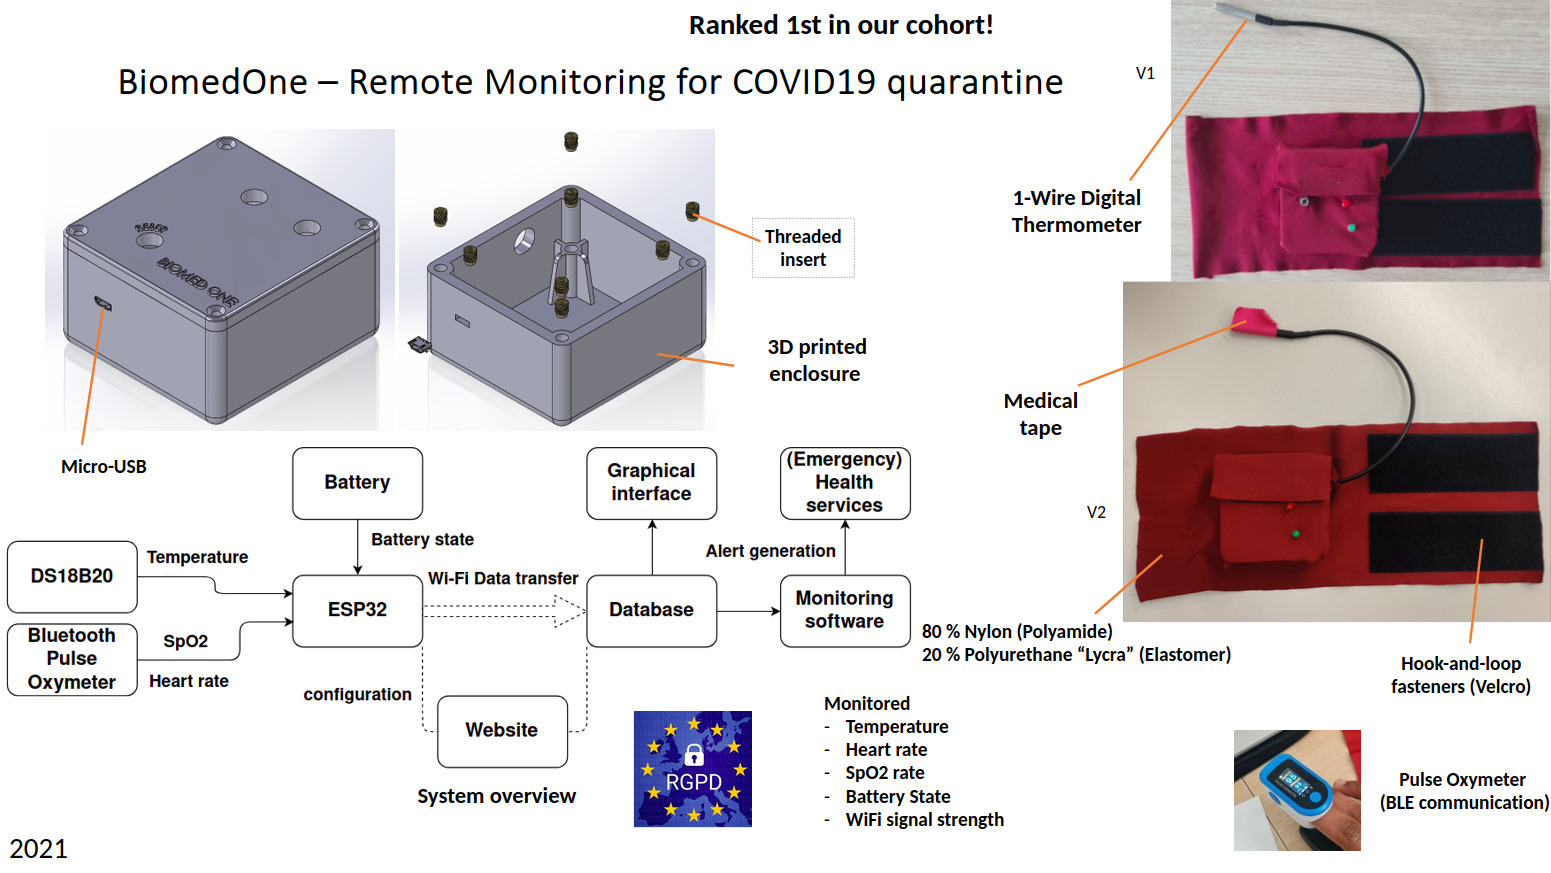 Ranked 1st in our cohort!
BiomedOne – Remote Monitoring for COVID19 quarantine
V1
RESET
BIOMED ONE
Threaded
insert
3D printed
enclosure
Micro-USB
1-Wire Digital
Thermometer
Medical
tape
V2
Battery
Graphical
interface
(Emergency)
Health
services
Battery state
Alert generation
DS18B20
Temperature
Wi-Fi Data transfer
ESP32
Database
Monitoring
software
Bluetooth
Pulse
Oxymeter
SpO2
Heart rate
configuration
Website
System overview
RGPD
80 % Nylon (Polyamide)
20 % Polyurethane “Lycra” (Elastomer)
Hook-and-loop
fasteners (Velcro)
Monitored
- Temperature
- Heart rate
- SpO2 rate
- Battery State
- WiFi signal strength
Pulse Oxymeter
(BLE communication)
2021